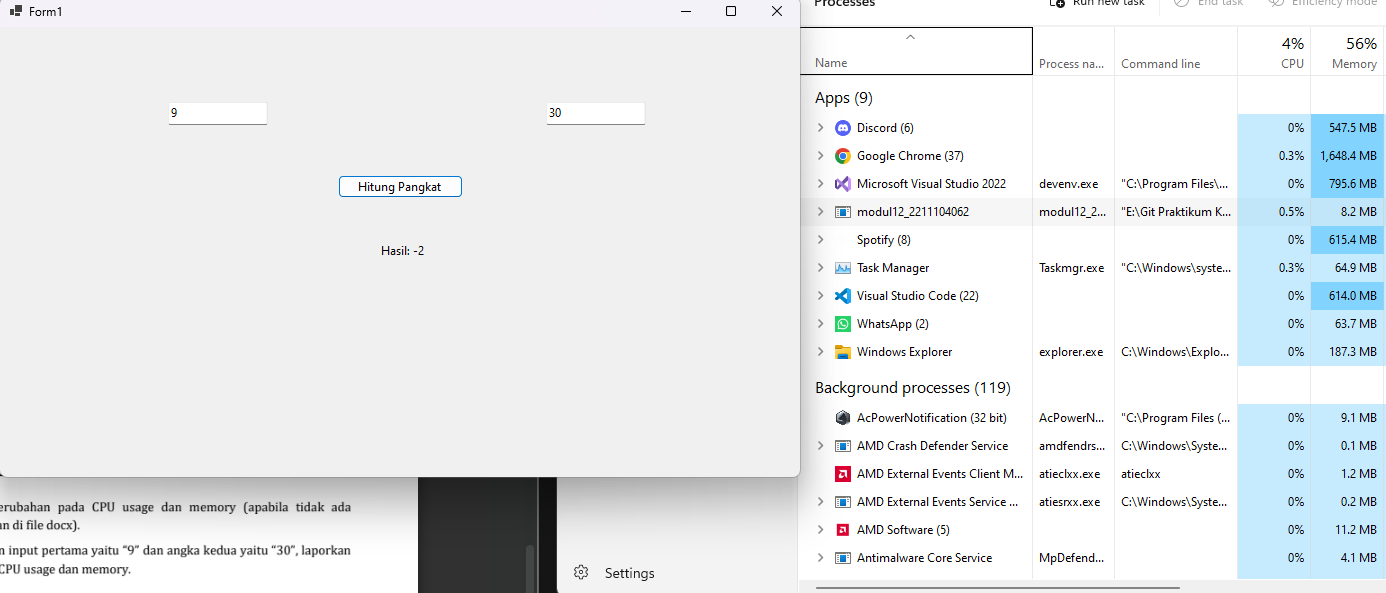 Form1
9
30
Hitung Pangkat
Hasil: -2
erubahan pada CPU usage dan memory (apabila tidak ada
n di file docx).
n input pertama yaitu “9” dan angka kedua yaitu “30”, laporkan
CPU usage dan memory.
Settings
Processes
Run new task
End task
Efficiency mode
4%
56%
Name
Process na...
Command line
CPU
Memory
Apps (9)
Discord (6) 0% 547.5 MB
Google Chrome (37) 0.3% 1,648.4 MB
Microsoft Visual Studio 2022 devenv.exe "C:\Program Files\... 0% 795.6 MB
modul12_2211104062 modul12_2... "E:\Git Praktikum K... 0.5% 8.2 MB
Spotify (8) 0% 615.4 MB
Task Manager Taskmgr.exe "C:\Windows\syste... 0.3% 64.9 MB
Visual Studio Code (22) 0% 614.0 MB
WhatsApp (2) 0% 63.7 MB
Windows Explorer explorer.exe C:\Windows\Explo... 0% 187.3 MB
Background processes (119)
AcPowerNotification (32 bit) AcPowerN... "C:\Program Files (... 0% 9.1 MB
AMD Crash Defender Service amdfendrs... C:\Windows\Syste... 0% 0.1 MB
AMD External Events Client M... atieclxx.exe atieclxx 0% 1.2 MB
AMD External Events Service ... atiesrxx.exe C:\Windows\Syste... 0% 0.2 MB
AMD Software (5) 0% 11.2 MB
Antimalware Core Service MpDefend... 0% 4.1 MB